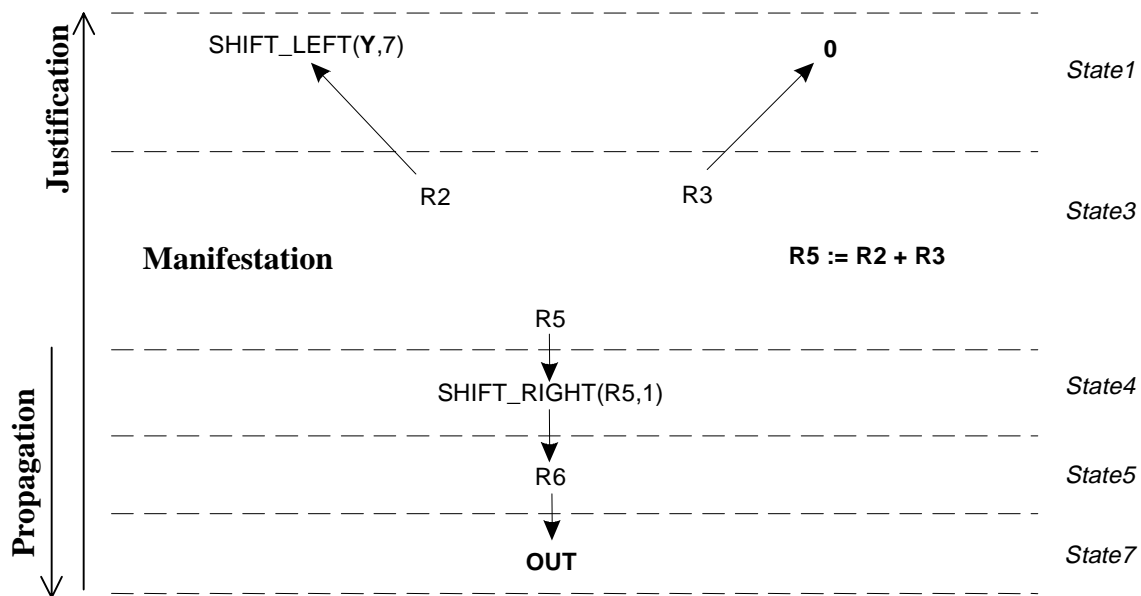 Justification
SHIFT_LEFT(Y,7)
0
State1
R2
R3
State3
Manifestation
R5 := R2 + R3
R5
Propagation
SHIFT_RIGHT(R5,1)
State4
R6
State5
OUT
State7